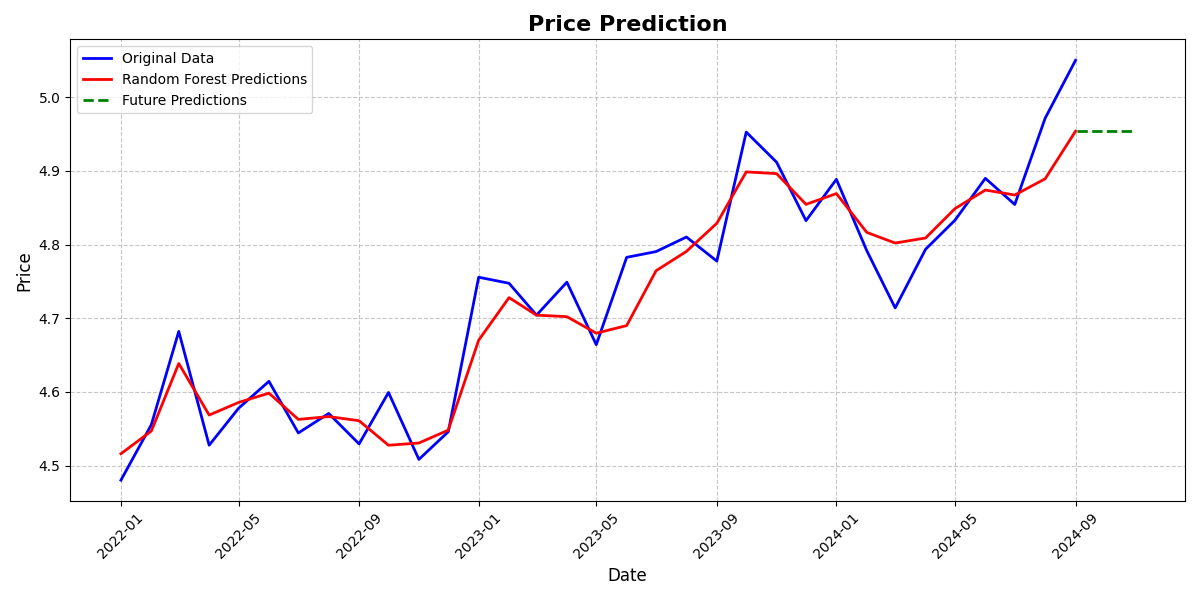 Price Prediction
Original Data
Random Forest Predictions
Future Predictions
Price
5.0
4.9
4.8
4.7
4.6
4.5
2022-01
2022-05
2022-09
2023-01
2023-05
2023-09
2024-01
2024-05
2024-09
Date